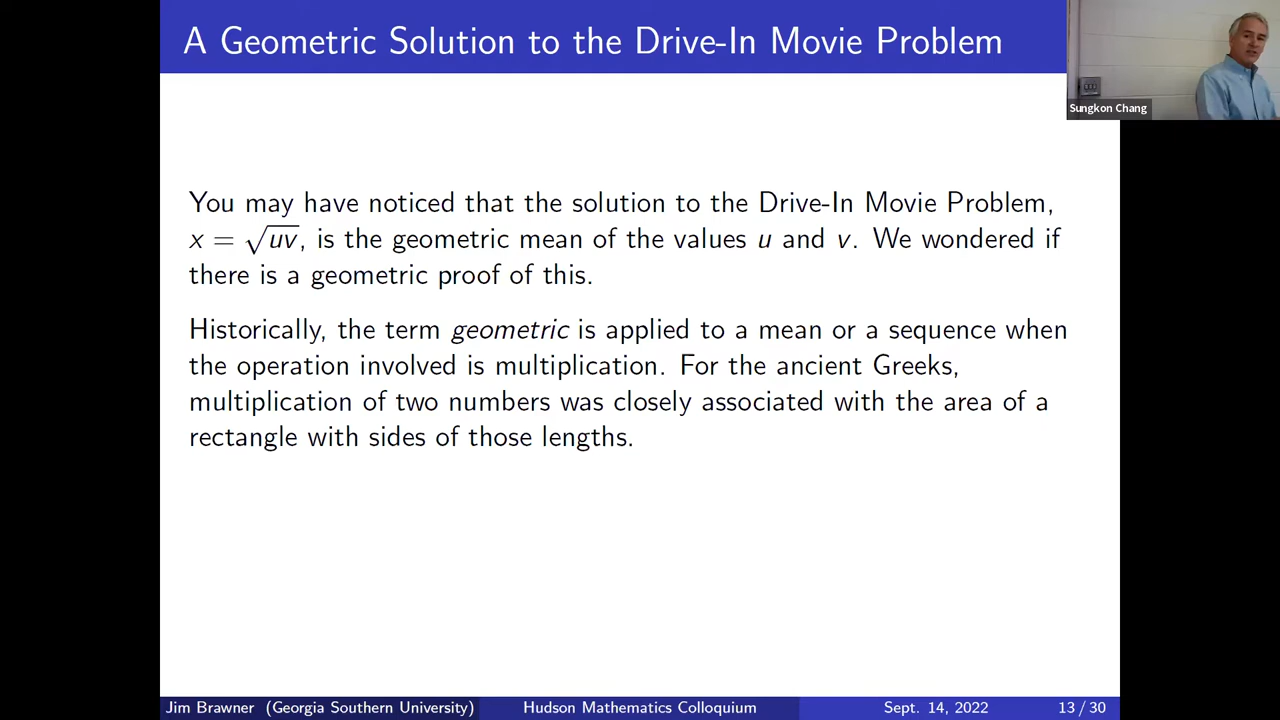 A Geometric Solution to the Drive-In Movie Problem
Sungkon Chang
You may have noticed that the solution to the Drive-In Movie Problem,
x = √uv, is the geometric mean of the values u and v. We wondered if
there is a geometric proof of this.
Historically, the term geometric is applied to a mean or a sequence when
the operation involved is multiplication. For the ancient Greeks,
multiplication of two numbers was closely associated with the area of a
rectangle with sides of those lengths.
Jim Brawner (Georgia Southern University) Hudson Mathematics Colloquium Sept. 14, 2022 13 / 30